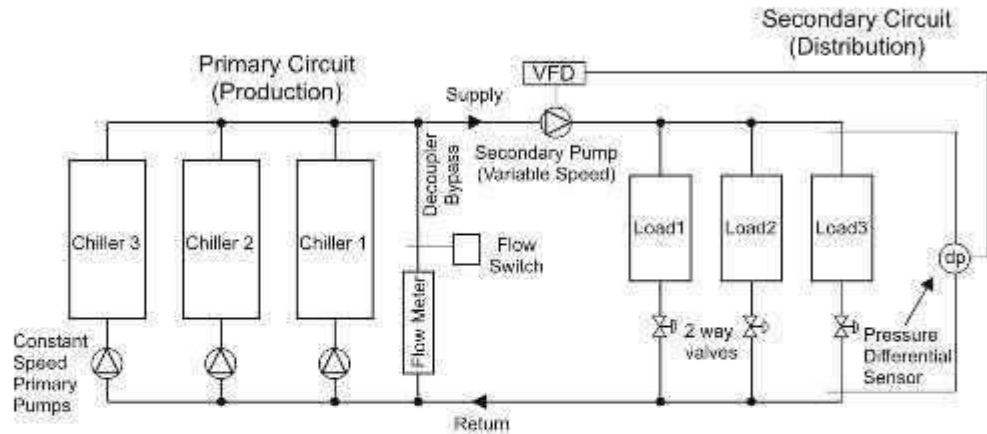 Secondary Circuit
(Distribution)
Primary Circuit
(Production)
VFD
Supply
Secondary Pump
(Variable Speed)
Decoupler
Bypass
Chiller 3
Chiller 2
Chiller 1
Flow
Switch
Flow Meter
Load1
Load2
Load3
dp
Constant
Speed
Primary
Pumps
2 way
valves
Pressure
Differential
Sensor
Return